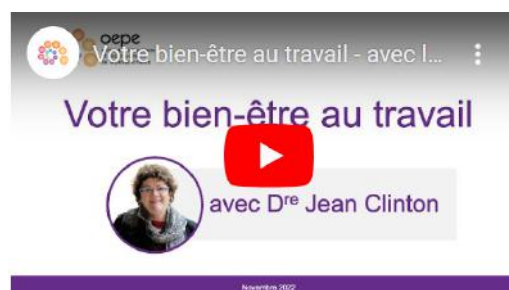 oepe
Votre bien-être au travail - avec l...
Votre bien-être au travail
avec Dre Jean Clinton
Novembre 2022